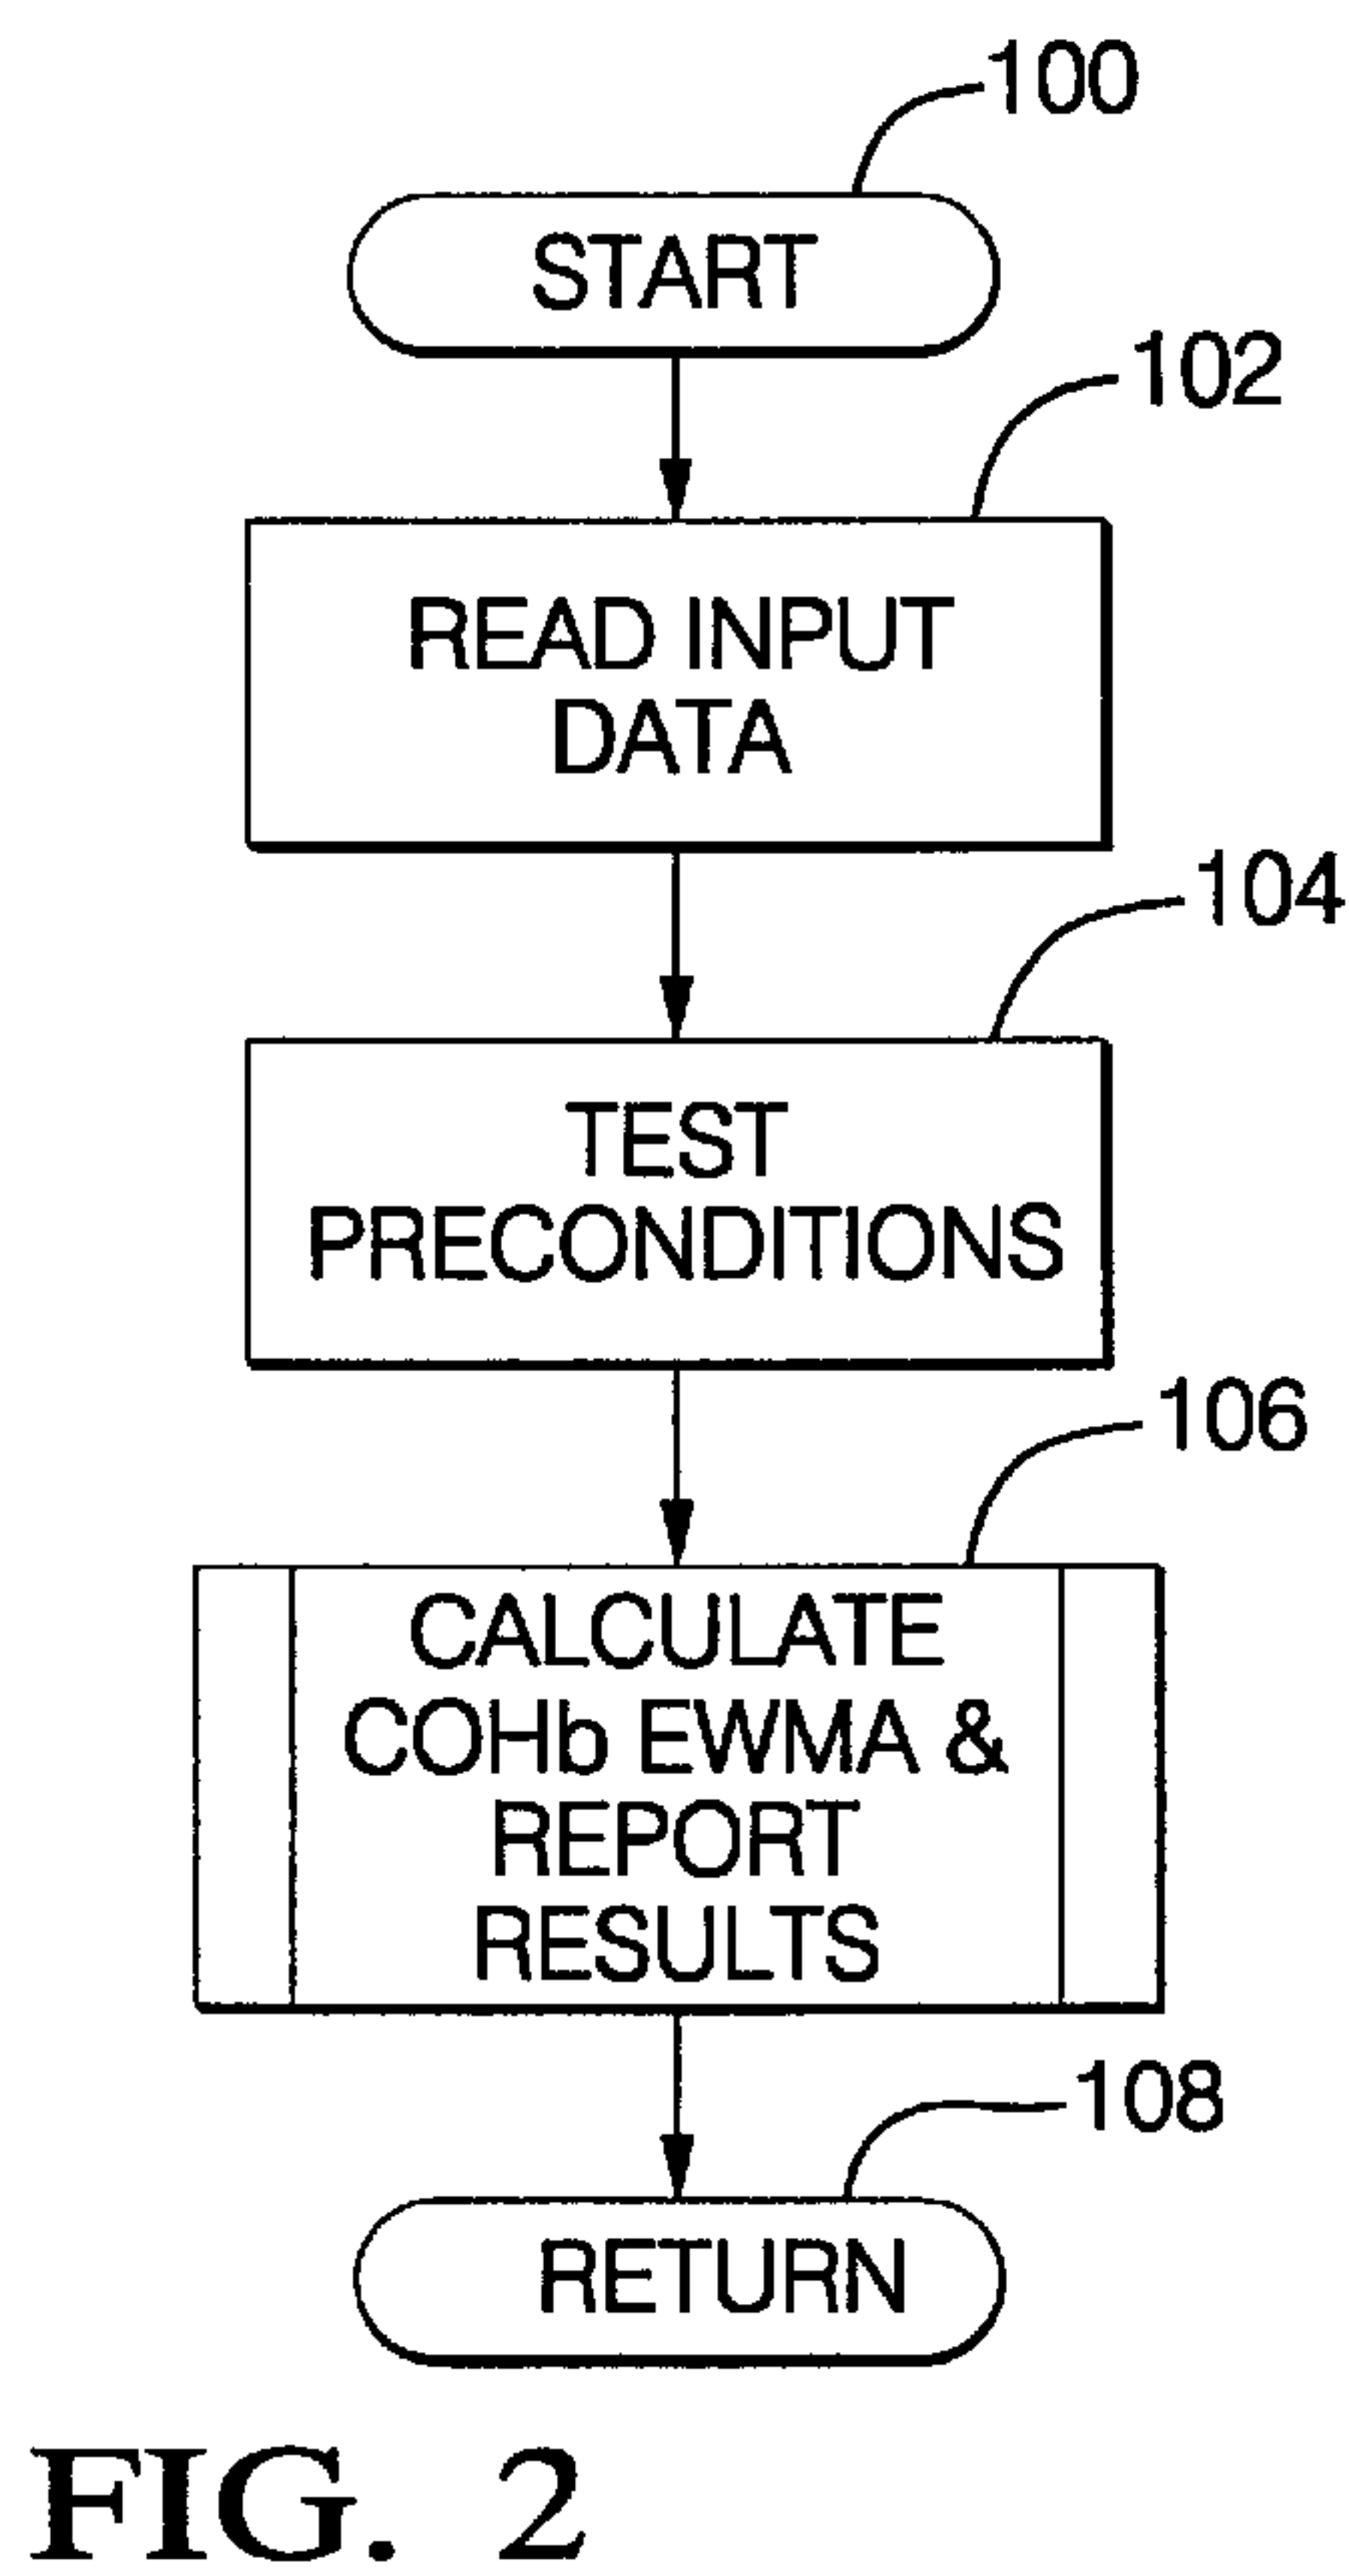 100
START
102
READ INPUT
DATA
104
TEST
PRECONDITIONS
106
CALCULATE
COHb EWMA &
REPORT
RESULTS
108
RETURN
FIG. 2